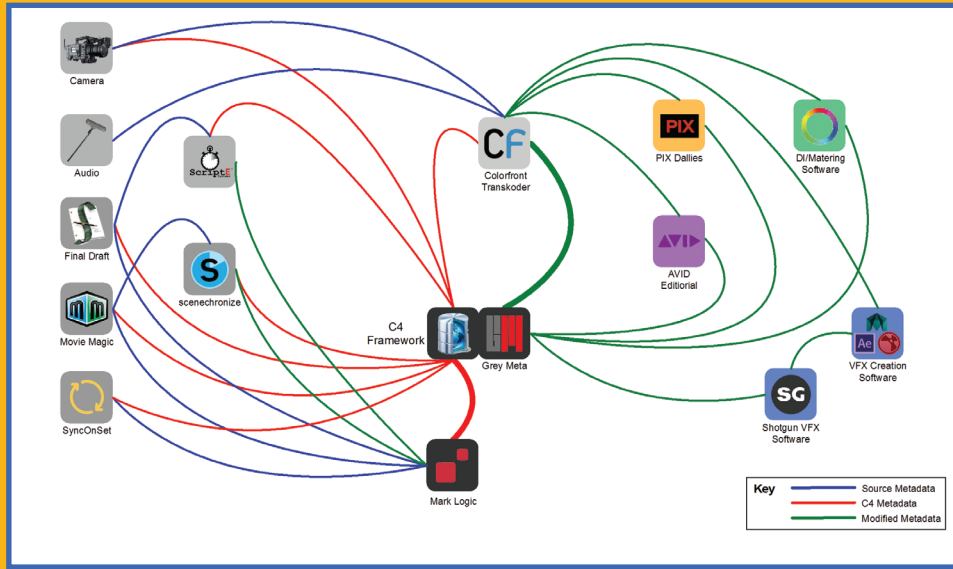 Camera
Audio
ScriptE
Final Draft
scenechronize
S
Movie Magic
SyncOnSet
CF
Colorfront
Transkoder
PIX
PIX Dallies
DI/Matering
Software
AVID
AVID
Editiorial
C4
Framework
Grey Meta
Ae
VFX Creation
Software
SG
Shotgun VFX
Software
Mark Logic
Key
Source Metadata
C4 Metadata
Modified Metadata